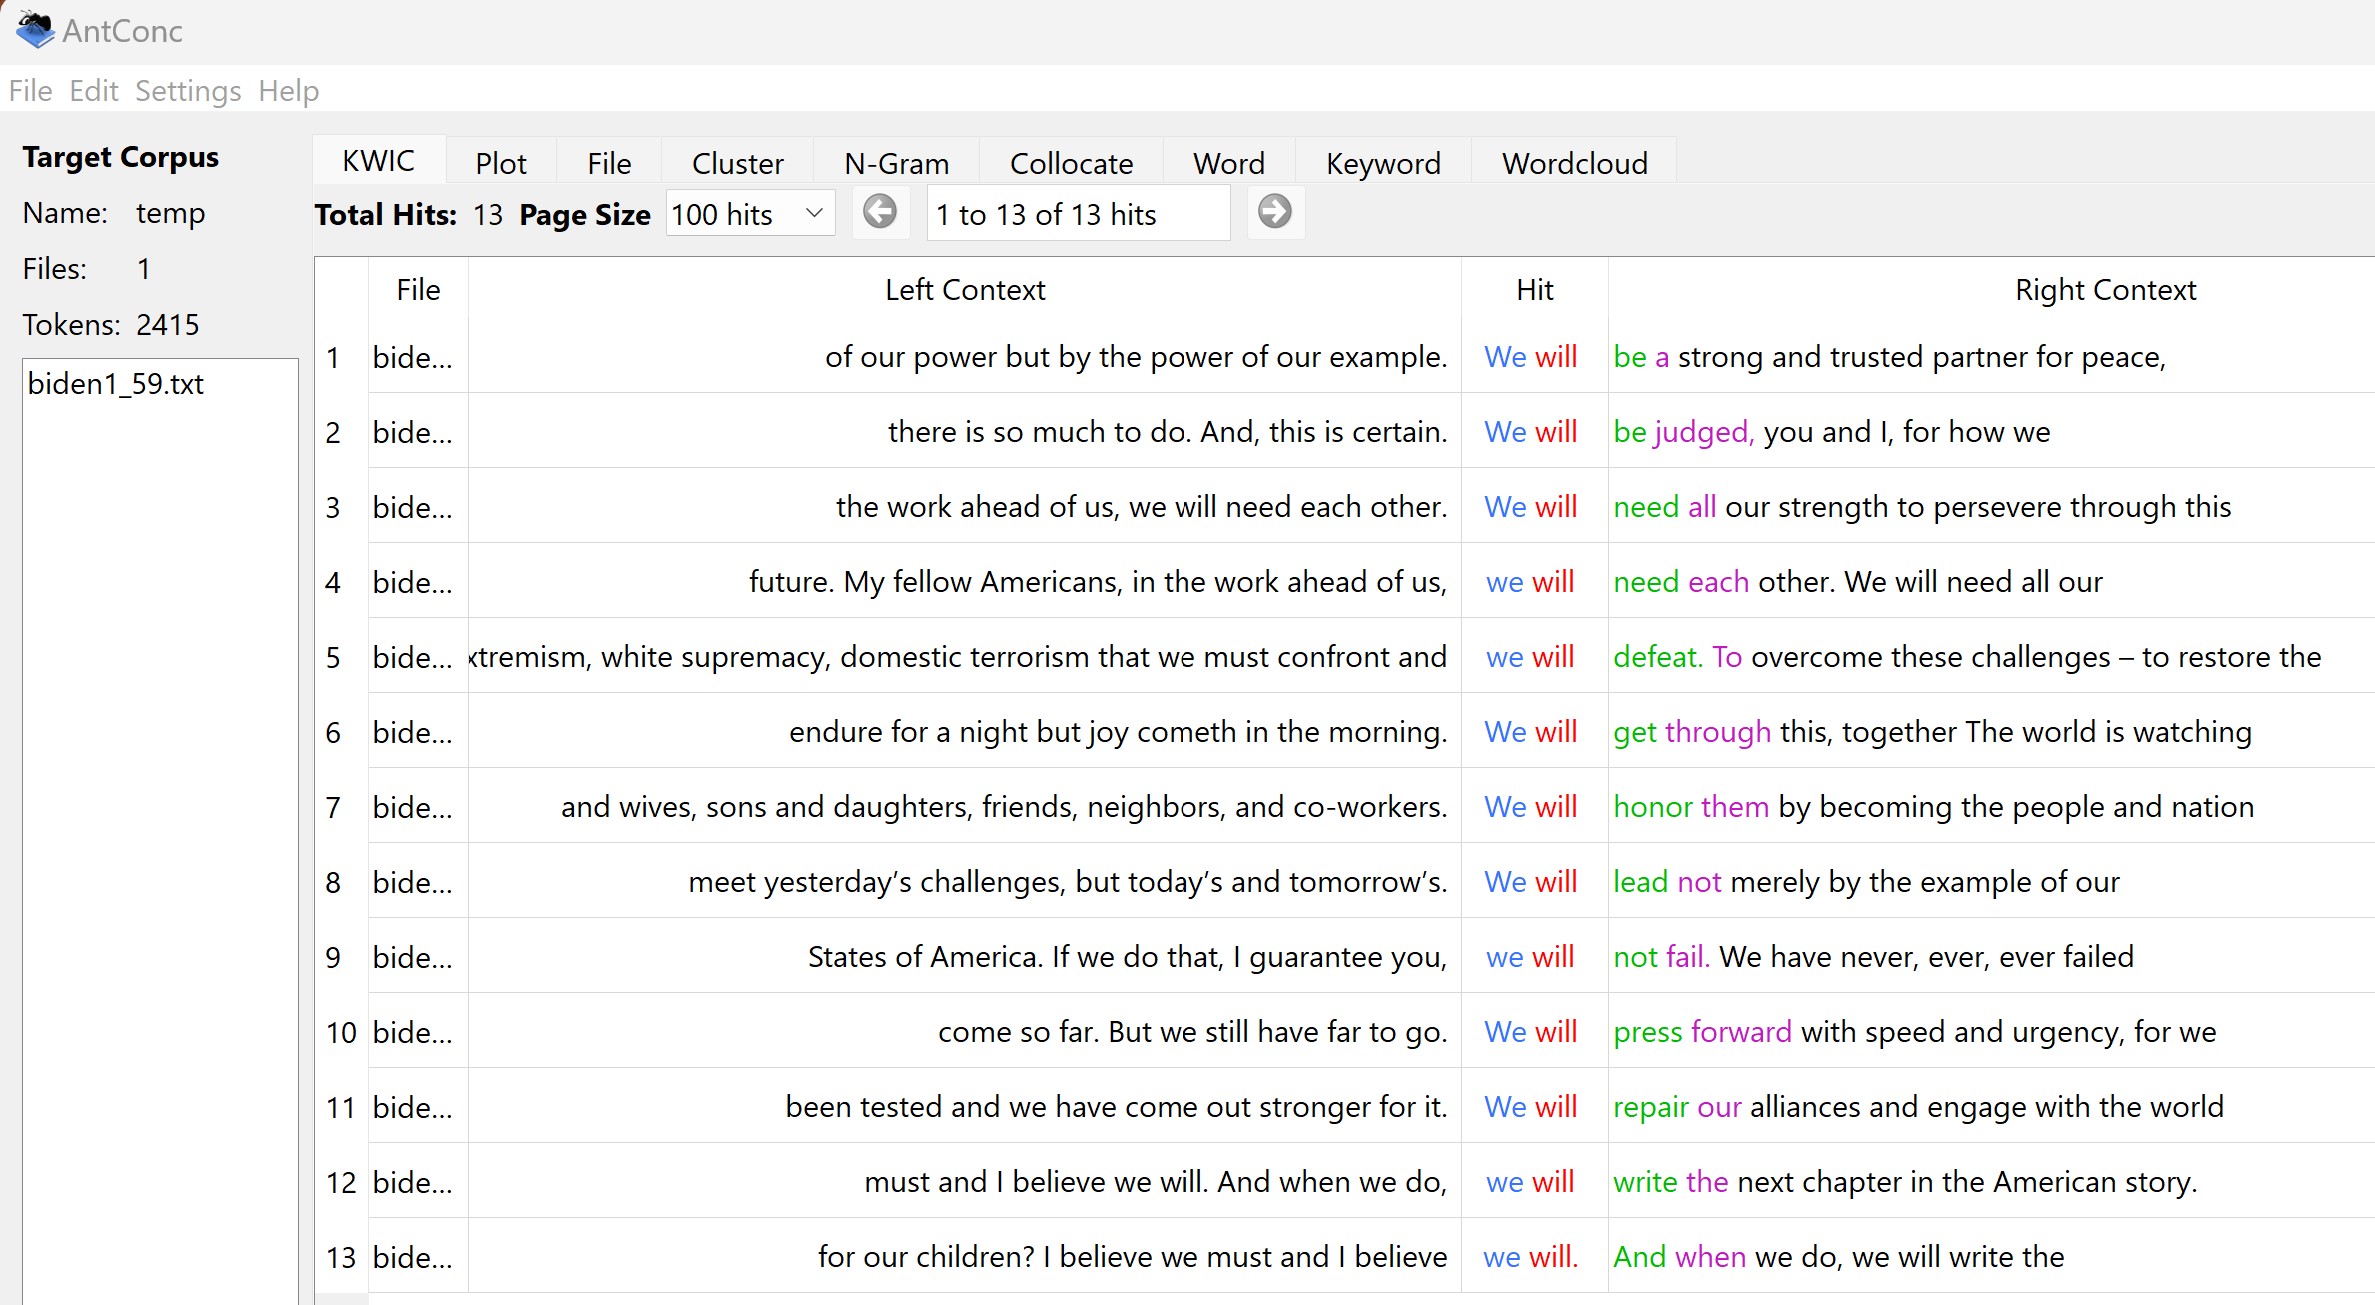 AntConc
File Edit Settings Help
Target Corpus
Name: temp
Files: 1
Tokens: 2415
biden1_59.txt
KWIC Plot File Cluster N-Gram Collocate Word Keyword Wordcloud
Total Hits: 13 Page Size 100 hits 1 to 13 of 13 hits
File Left Context Hit Right Context
1 bide... of our power but by the power of our example. We will be a strong and trusted partner for peace,
2 bide... there is so much to do. And, this is certain. We will be judged, you and I, for how we
3 bide... the work ahead of us, we will need each other. We will need all our strength to persevere through this
4 bide... future. My fellow Americans, in the work ahead of us, we will need each other. We will need all our
5 bide... xtremism, white supremacy, domestic terrorism that we must confront and we will defeat. To overcome these challenges – to restore the
6 bide... endure for a night but joy cometh in the morning. We will get through this, together The world is watching
7 bide... and wives, sons and daughters, friends, neighbors, and co-workers. We will honor them by becoming the people and nation
8 bide... meet yesterday’s challenges, but today’s and tomorrow’s. We will lead not merely by the example of our
9 bide... States of America. If we do that, I guarantee you, we will not fail. We have never, ever, ever failed
10 bide... come so far. But we still have far to go. We will press forward with speed and urgency, for we
11 bide... been tested and we have come out stronger for it. We will repair our alliances and engage with the world
12 bide... must and I believe we will. And when we do, we will write the next chapter in the American story.
13 bide... for our children? I believe we must and I believe we will. And when we do, we will write the